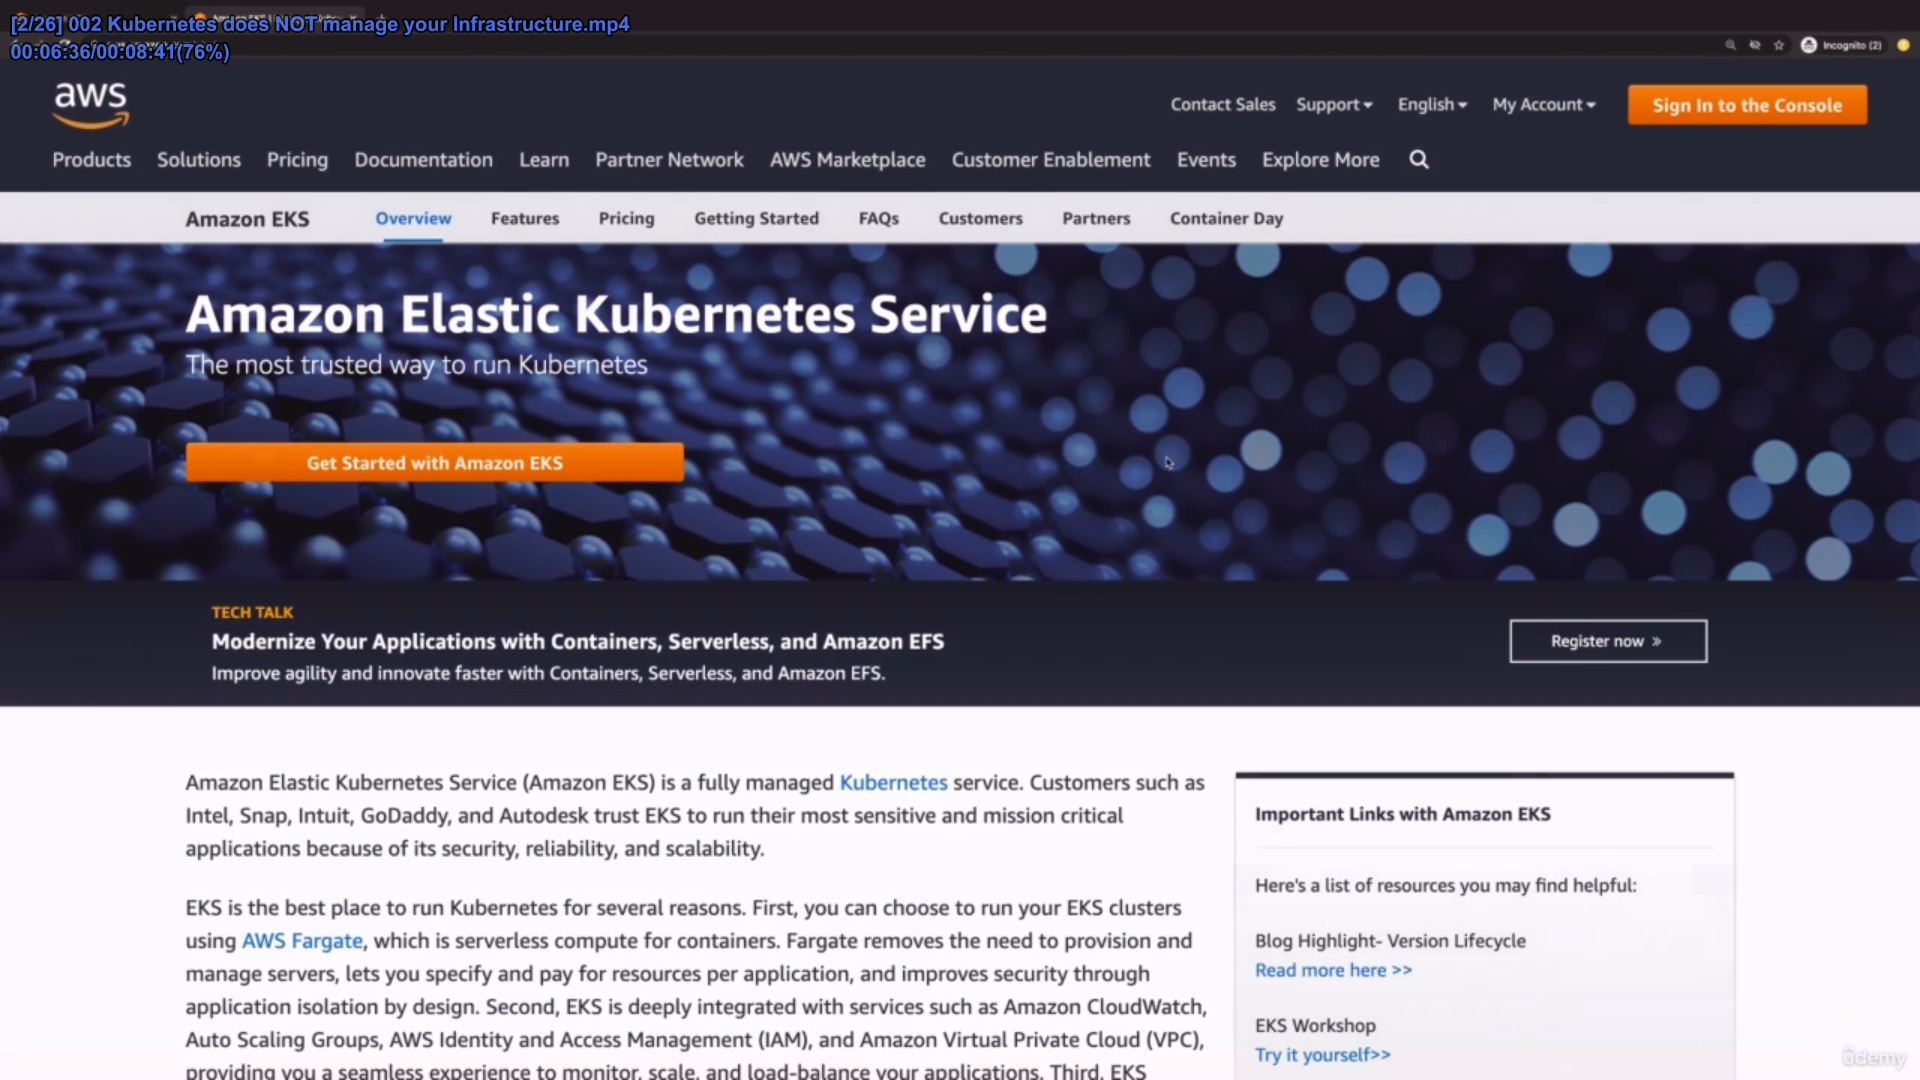 [2/26] 002 Kubernetes does NOT manage your Infrastructure.mp4
00:06:36/00:08:41(76%)
Incognito (2)
aws
Contact Sales Support English My Account Sign In to the Console
Products Solutions Pricing Documentation Learn Partner Network AWS Marketplace Customer Enablement Events Explore More
Amazon EKS Overview Features Pricing Getting Started FAQs Customers Partners Container Day
Amazon Elastic Kubernetes Service
The most trusted way to run Kubernetes
Get Started with Amazon EKS
TECH TALK
Modernize Your Applications with Containers, Serverless, and Amazon EFS
Improve agility and innovate faster with Containers, Serverless, and Amazon EFS.
Register now »
Amazon Elastic Kubernetes Service (Amazon EKS) is a fully managed Kubernetes service. Customers such as
Intel, Snap, Intuit, GoDaddy, and Autodesk trust EKS to run their most sensitive and mission critical
applications because of its security, reliability, and scalability.
EKS is the best place to run Kubernetes for several reasons. First, you can choose to run your EKS clusters
using AWS Fargate, which is serverless compute for containers. Fargate removes the need to provision and
manage servers, lets you specify and pay for resources per application, and improves security through
application isolation by design. Second, EKS is deeply integrated with services such as Amazon CloudWatch,
Auto Scaling Groups, AWS Identity and Access Management (IAM), and Amazon Virtual Private Cloud (VPC),
providing you a seamless experience to monitor, scale, and load-balance your applications. Third, EKS
Important Links with Amazon EKS
Here's a list of resources you may find helpful:
Blog Highlight- Version Lifecycle
Read more here >>
EKS Workshop
Try it yourself>>
ûdemy